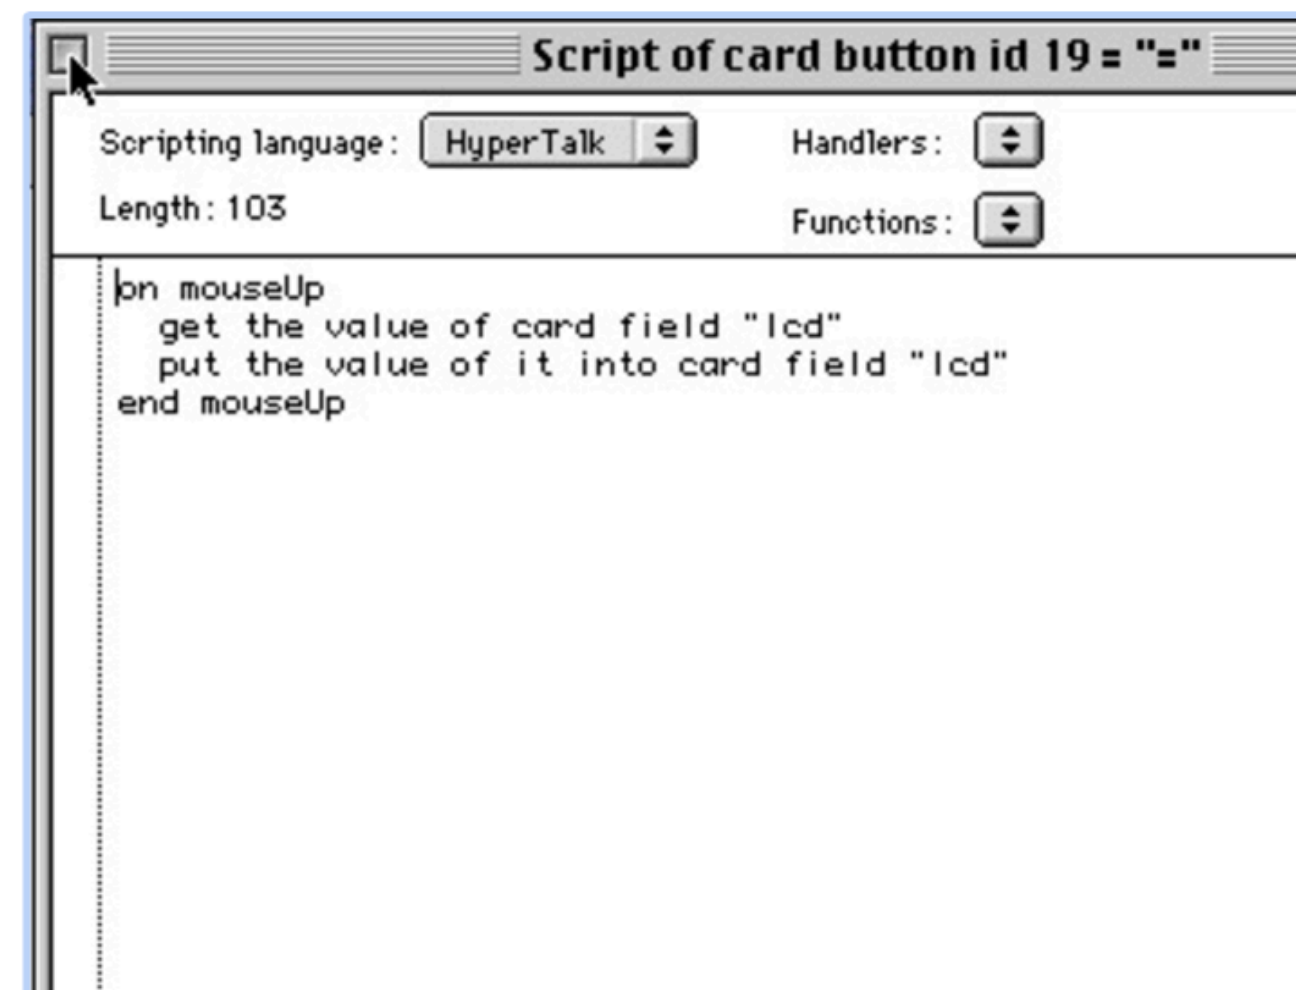 Script of card button id 19 = "="
Scripting language: HyperTalk
Handlers:
Length: 103
Functions:
on mouseUp
  get the value of card field "lcd"
  put the value of it into card field "lcd"
end mouseUp